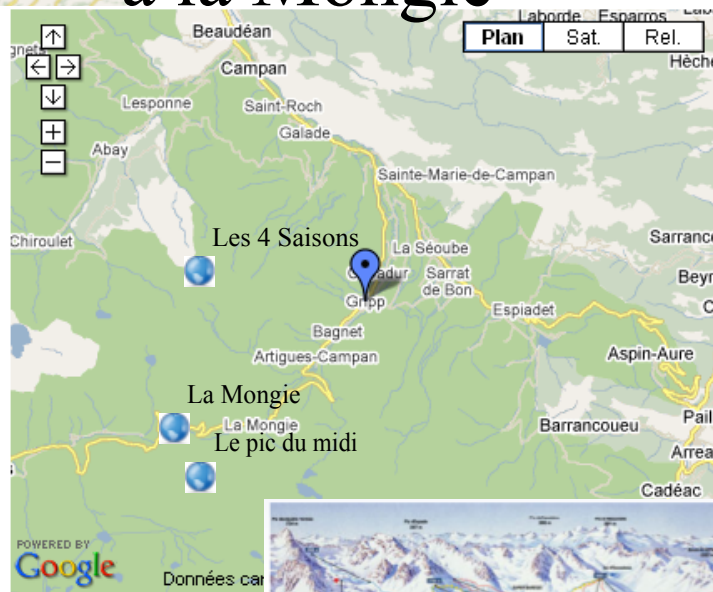 à la Mongie
Laborde Esparros
Plan Sat. Rel.
Beaudéan
Campan
Lesponne
Saint-Roch
Galade
Abay
Sainte-Marie-de-Campan
Chiroulet
Les 4 Saisons
La Séoube
Sarrat
de Bon
Gripp
Espiadet
Bagnet
Artigues-Campan
Aspin-Aure
La Mongie
La Mongie
Barrancoueu
Le pic du midi
Cadéac
POWERED BY
Google
Données